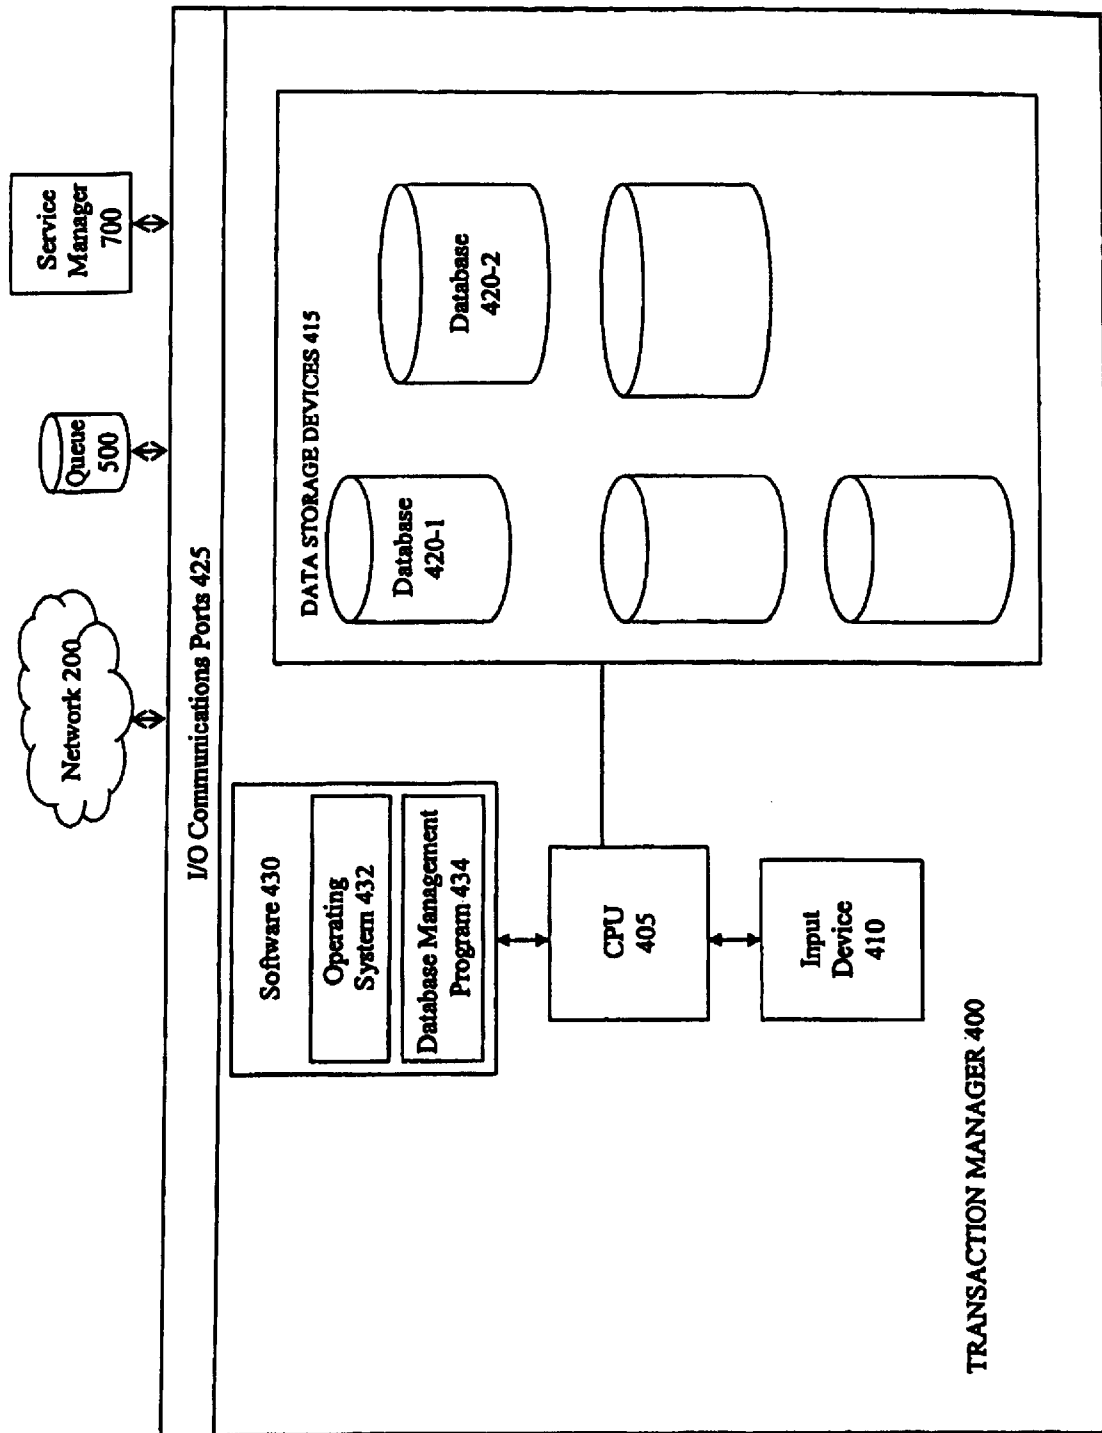 Network 200
Queue
500
Service
Manager
700
I/O Communications Ports 425
Software 430
Operating
System 432
Database Management
Program 434
CPU
405
Input
Device
410
DATA STORAGE DEVICES 415
Database
420-1
Database
420-2
TRANSACTION MANAGER 400